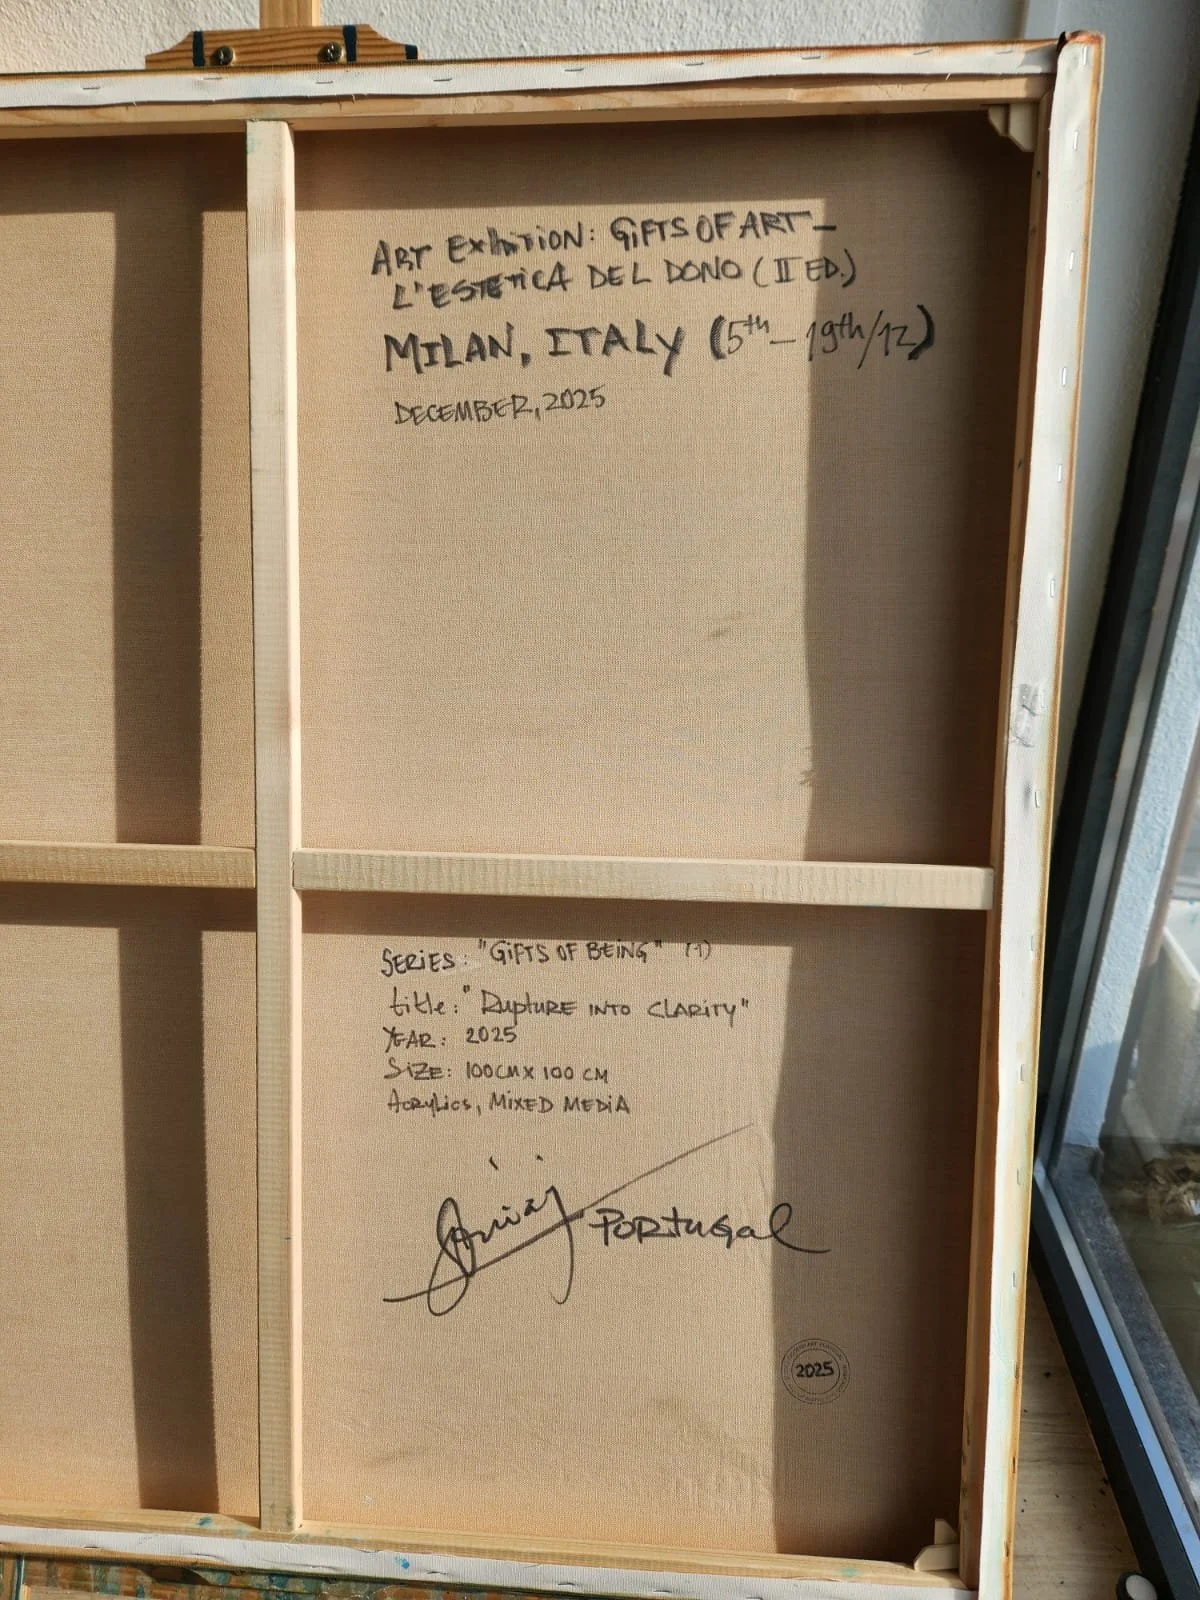 ART EXHIBITION: GIFTS OF ART –
L'ESTETICA DEL DONO (II ED.)
MILAN, ITALY (5th – 19th/12)
DECEMBER, 2025
SERIES: "GIFTS OF BEING" (1)
title: "RUPTURE INTO CLARITY"
YEAR: 2025
SIZE: 100CM X 100 CM
ACRYLICS, MIXED MEDIA
PORTUGAL
2025